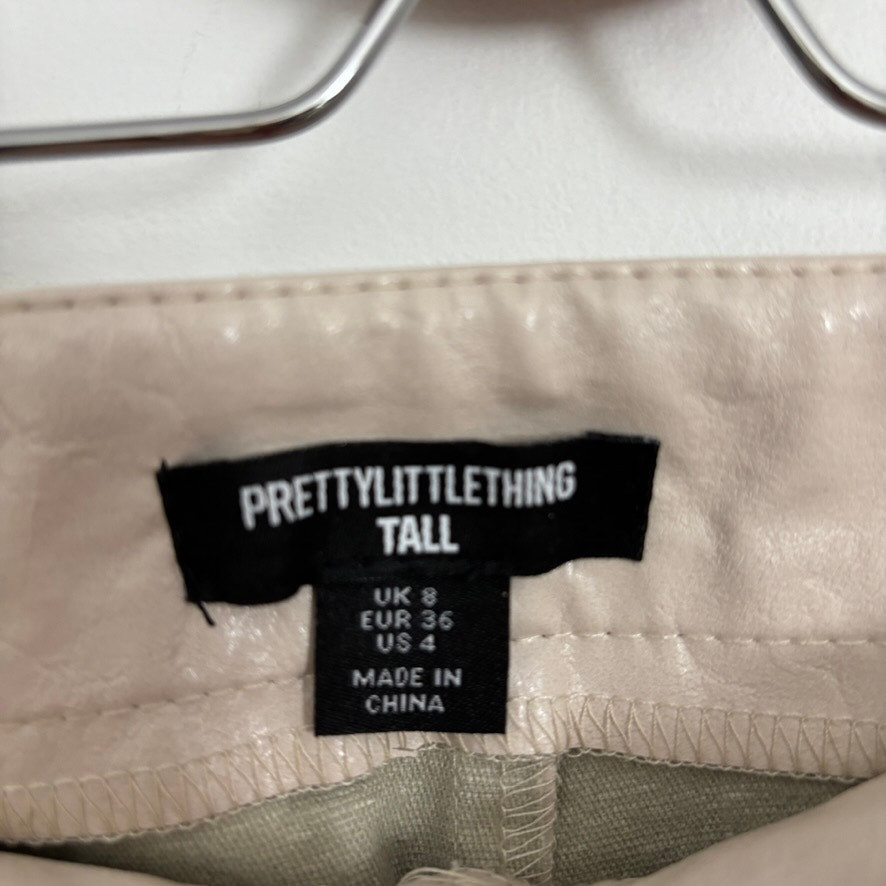 PRETTYLITTLETHING
TALL
UK 8
EUR 36
US 4
MADE IN
CHINA